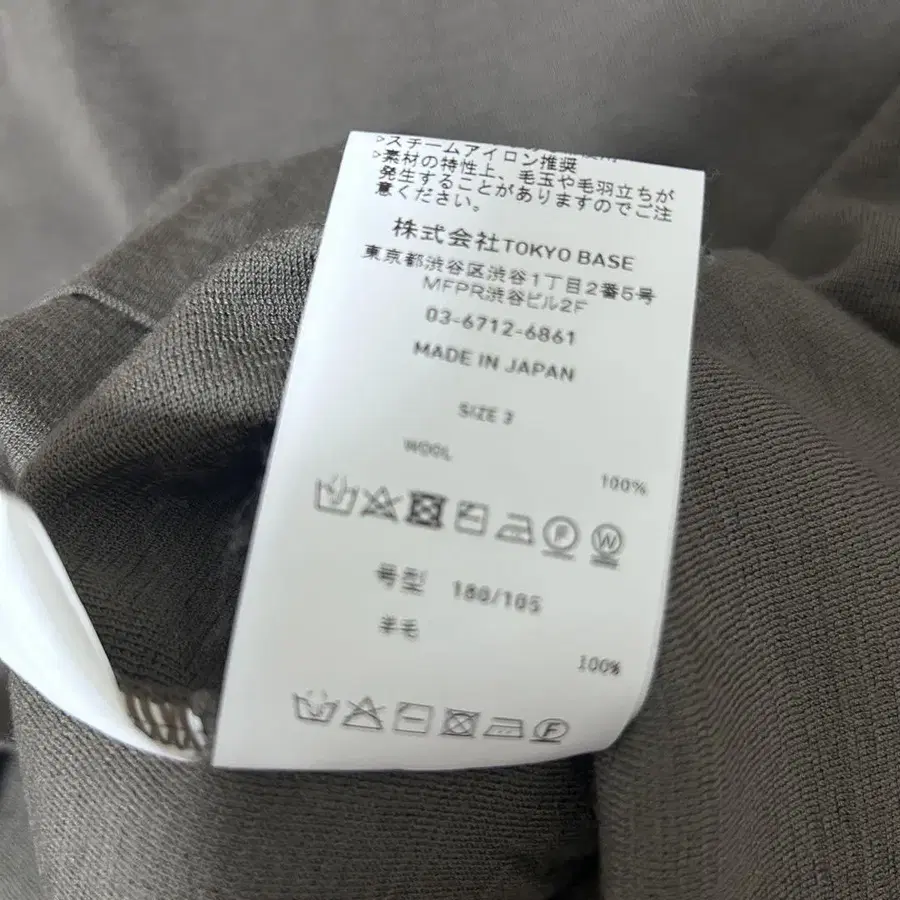 >スチームアイロン推奨
>素材の特性上、毛玉や毛羽立ちが
発生することがありますのでご注
意ください。
株式会社TOKYO BASE
東京都渋谷区渋谷1丁目2番5号
MFPR渋谷ビル2F
03-6712-6861
MADE IN JAPAN
SIZE 3
WOOL 100%
F W
号型 180/105
羊毛 100%
F